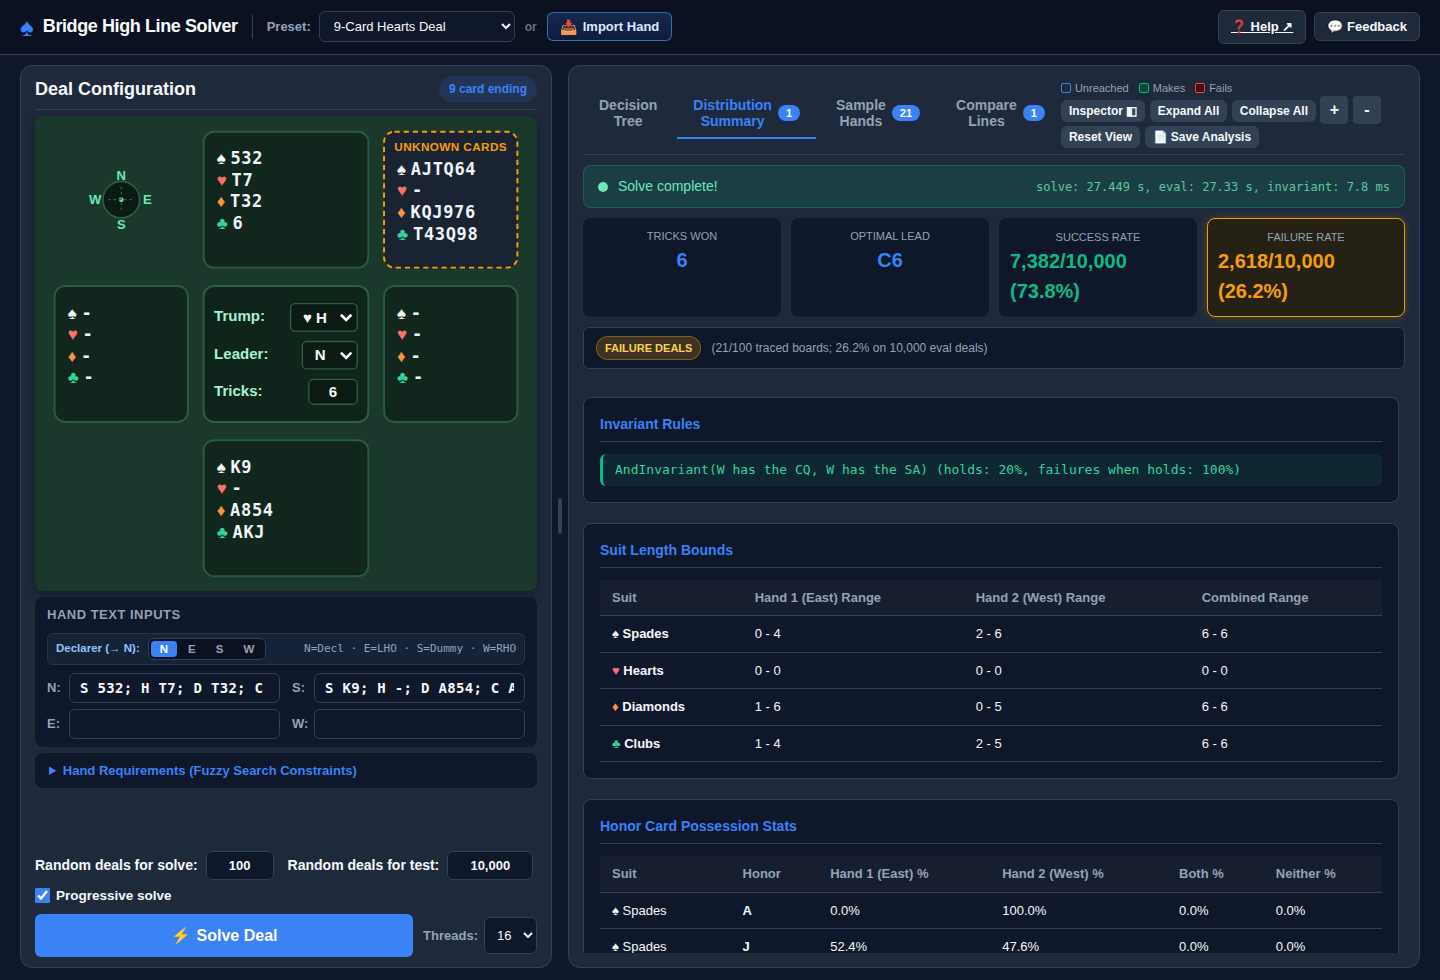 ♠ Bridge High Line Solver
Preset: 9-Card Hearts Deal or 📥 Import Hand
❓ Help ↗
💬 Feedback
Deal Configuration
9 card ending
N
W E
S
♠ 532
♥ T7
♦ T32
♣ 6
UNKNOWN CARDS
♠ AJTQ64
♥ -
♦ KQJ976
♣ T43Q98
♠ -
♥ -
♦ -
♣ -
Trump: ♥ H
Leader: N
Tricks: 6
♠ -
♥ -
♦ -
♣ -
♠ K9
♥ -
♦ A854
♣ AKJ
HAND TEXT INPUTS
Declarer (→ N): N E S W N=Decl · E=LHO · S=Dummy · W=RHO
N: S 532; H T7; D T32; C
S: S K9; H -; D A854; C A
E:
W:
▶ Hand Requirements (Fuzzy Search Constraints)
Random deals for solve: 100 Random deals for test: 10,000
Progressive solve
⚡ Solve Deal
Threads: 16
Decision Tree
Distribution Summary 1
Sample Hands 21
Compare Lines 1
Unreached Makes Fails
Inspector ◧ Expand All Collapse All + -
Reset View 📄 Save Analysis
Solve complete! solve: 27.449 s, eval: 27.33 s, invariant: 7.8 ms
TRICKS WON
6
OPTIMAL LEAD
C6
SUCCESS RATE
7,382/10,000
(73.8%)
FAILURE RATE
2,618/10,000
(26.2%)
FAILURE DEALS (21/100 traced boards; 26.2% on 10,000 eval deals)
Invariant Rules
AndInvariant(W has the CQ, W has the SA) (holds: 20%, failures when holds: 100%)
Suit Length Bounds
Suit Hand 1 (East) Range Hand 2 (West) Range Combined Range
♠ Spades 0 - 4 2 - 6 6 - 6
♥ Hearts 0 - 0 0 - 0 0 - 0
♦ Diamonds 1 - 6 0 - 5 6 - 6
♣ Clubs 1 - 4 2 - 5 6 - 6
Honor Card Possession Stats
Suit Honor Hand 1 (East) % Hand 2 (West) % Both % Neither %
♠ Spades A 0.0% 100.0% 0.0% 0.0%
♠ Spades J 52.4% 47.6% 0.0% 0.0%